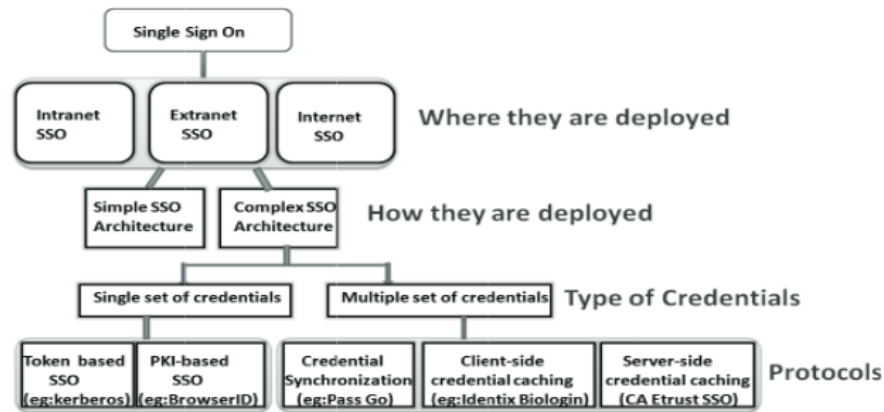 Single Sign On
Intranet
SSO
Extranet
SSO
Internet
SSO
Where they are deployed
Simple SSO
Architecture
Complex SSO
Architecture
How they are deployed
Single set of credentials
Multiple set of credentials
Type of Credentials
Token based
SSO
(eg:kerberos)
PKI-based
SSO
(eg:BrowserID)
Credential
Synchronization
(eg:Pass Go)
Client-side
credential caching
(eg:Identix Biologin)
Server-side
credential caching
(CA Etrust SSO)
Protocols